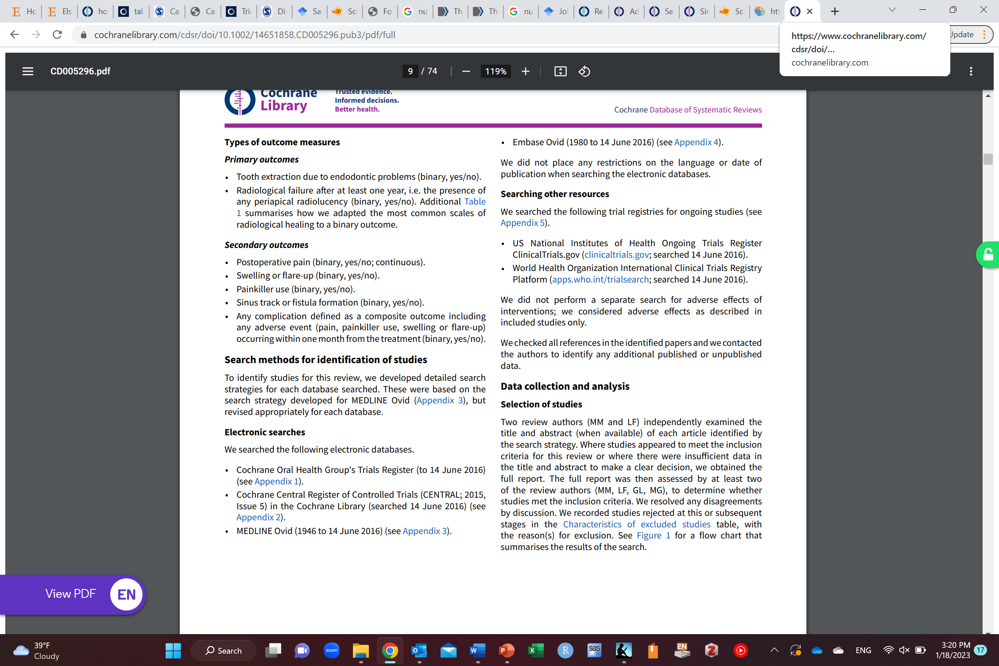 Ho
Els
ho
tal
Ca
Ca
Tria
Di
Sa
Sci
Fo
nu
Th
Th
nu
Jol
Re
Ad
Se
Sir
Sci
htt
cochranelibrary.com/cdsr/doi/10.1002/14651858.CD005296.pub3/pdf/full
Update
https://www.cochranelibrary.com/
cdsr/doi/...
cochranelibrary.com
CD005296.pdf
9 / 74
119%
Cochrane
Library
Trusted evidence.
Informed decisions.
Better health.
Cochrane Database of Systematic Reviews
Types of outcome measures
Primary outcomes
• Tooth extraction due to endodontic problems (binary, yes/no).
• Radiological failure after at least one year, i.e. the presence of
any periapical radiolucency (binary, yes/no). Additional Table
1 summarises how we adapted the most common scales of
radiological healing to a binary outcome.
Secondary outcomes
• Postoperative pain (binary, yes/no; continuous).
• Swelling or flare-up (binary, yes/no).
• Painkiller use (binary, yes/no).
• Sinus track or fistula formation (binary, yes/no).
• Any complication defined as a composite outcome including
any adverse event (pain, painkiller use, swelling or flare-up)
occurring within one month from the treatment (binary, yes/no).
Search methods for identification of studies
To identify studies for this review, we developed detailed search
strategies for each database searched. These were based on the
search strategy developed for MEDLINE Ovid (Appendix 3), but
revised appropriately for each database.
Electronic searches
We searched the following electronic databases.
• Cochrane Oral Health Group's Trials Register (to 14 June 2016)
(see Appendix 1).
• Cochrane Central Register of Controlled Trials (CENTRAL; 2015,
Issue 5) in the Cochrane Library (searched 14 June 2016) (see
Appendix 2).
• MEDLINE Ovid (1946 to 14 June 2016) (see Appendix 3).
• Embase Ovid (1980 to 14 June 2016) (see Appendix 4).
We did not place any restrictions on the language or date of
publication when searching the electronic databases.
Searching other resources
We searched the following trial registries for ongoing studies (see
Appendix 5).
• US National Institutes of Health Ongoing Trials Register
ClinicalTrials.gov (clinicaltrials.gov; searched 14 June 2016).
• World Health Organization International Clinical Trials Registry
Platform (apps.who.int/trialsearch; searched 14 June 2016).
We did not perform a separate search for adverse effects of
interventions; we considered adverse effects as described in
included studies only.
We checked all references in the identified papers and we contacted
the authors to identify any additional published or unpublished
data.
Data collection and analysis
Selection of studies
Two review authors (MM and LF) independently examined the
title and abstract (when available) of each article identified by
the search strategy. Where studies appeared to meet the inclusion
criteria for this review or where there were insufficient data in
the title and abstract to make a clear decision, we obtained the
full report. The full report was then assessed by at least two
of the review authors (MM, LF, GL, MG), to determine whether
studies met the inclusion criteria. We resolved any disagreements
by discussion. We recorded studies rejected at this or subsequent
stages in the Characteristics of excluded studies table, with
the reason(s) for exclusion. See Figure 1 for a flow chart that
summarises the results of the search.
View PDF
EN
39°F
Cloudy
Search
zoom
EN
ENG
3:20 PM
1/18/2023
17